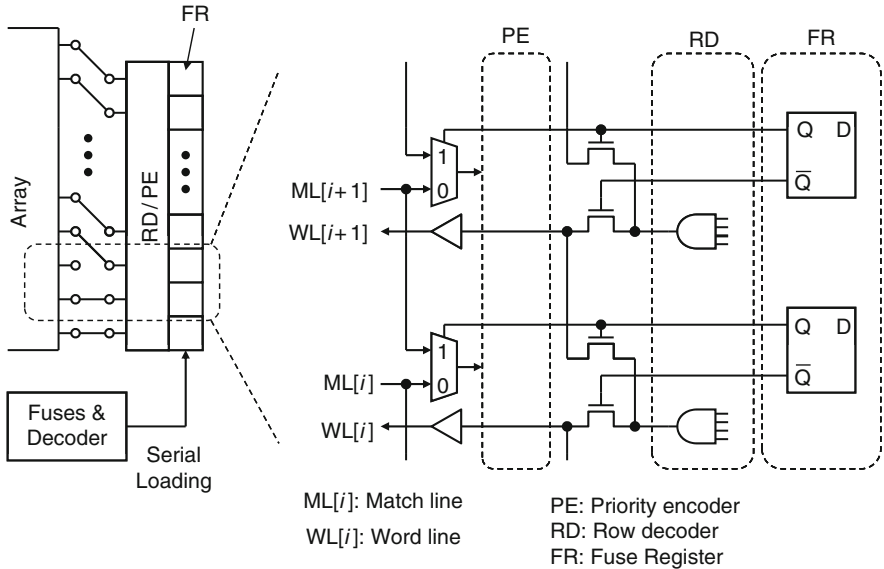 FR
PE
RD
FR
Array
RD/PE
1
0
ML[i+1]
WL[i+1]
Q D
Q̅
1
0
ML[i]
WL[i]
Q D
Q̅
Fuses &
Decoder
Serial
Loading
ML[i]: Match line
WL[i]: Word line
PE: Priority encoder
RD: Row decoder
FR: Fuse Register